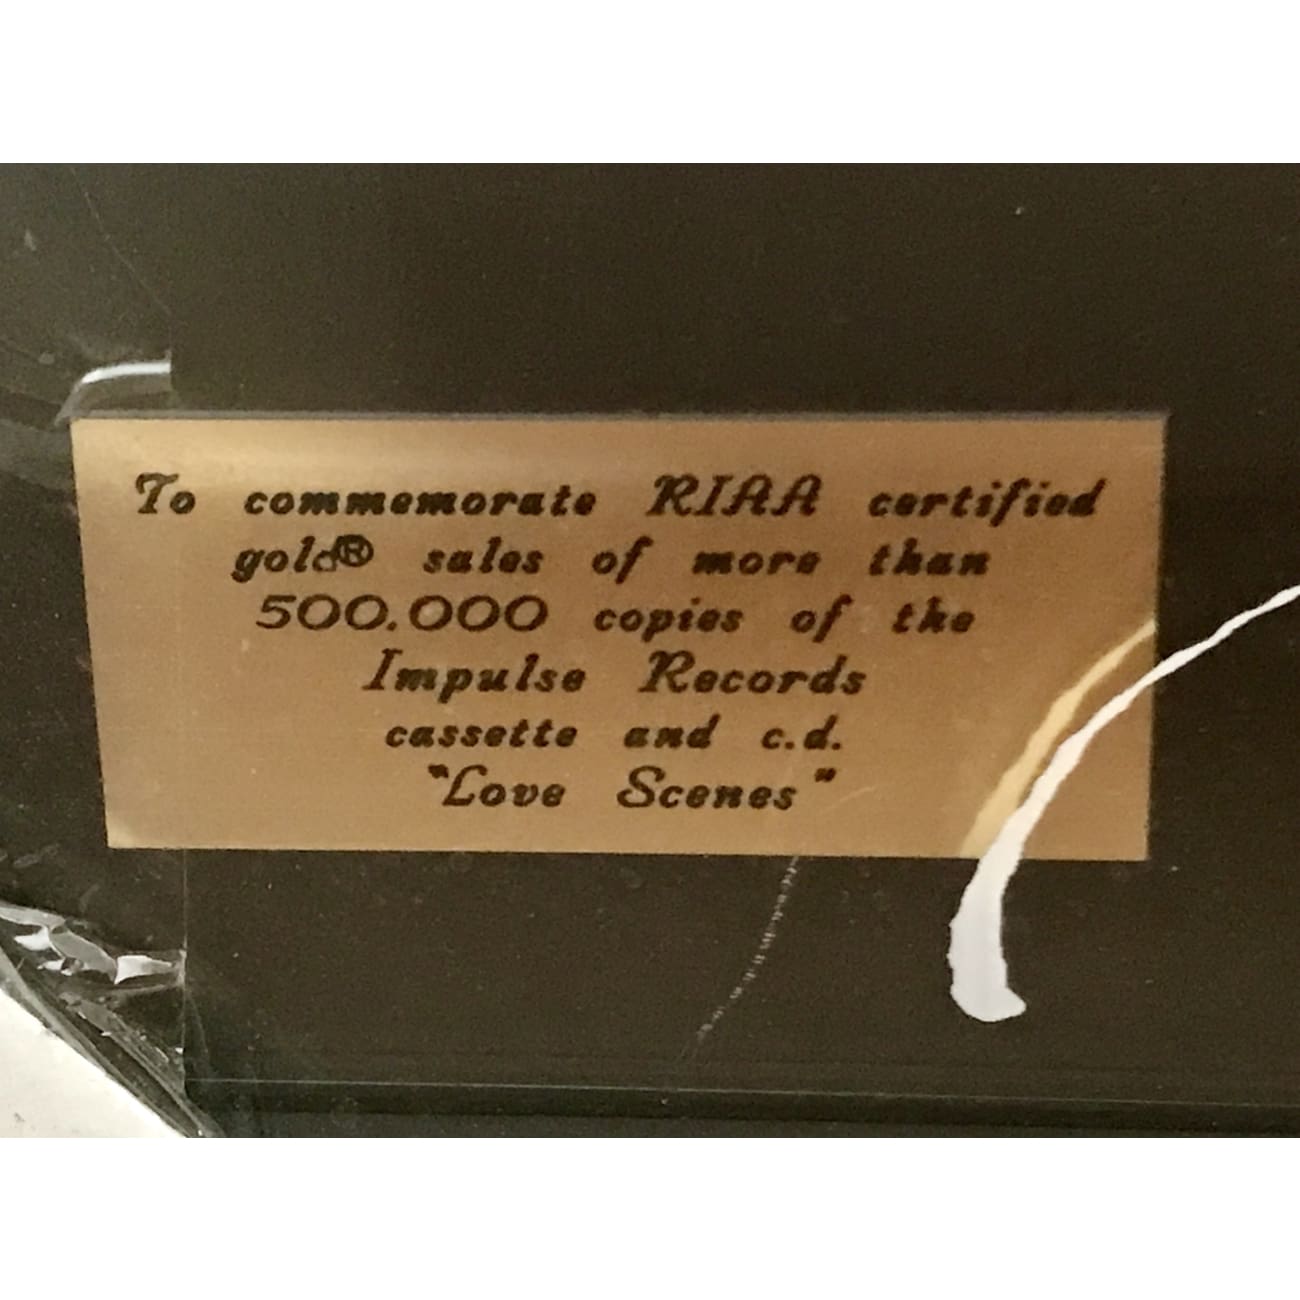 To commemorate RIAA certified
gold® sales of more than
500.000 copies of the
Impulse Records
cassette and c.d.
"Love Scenes"